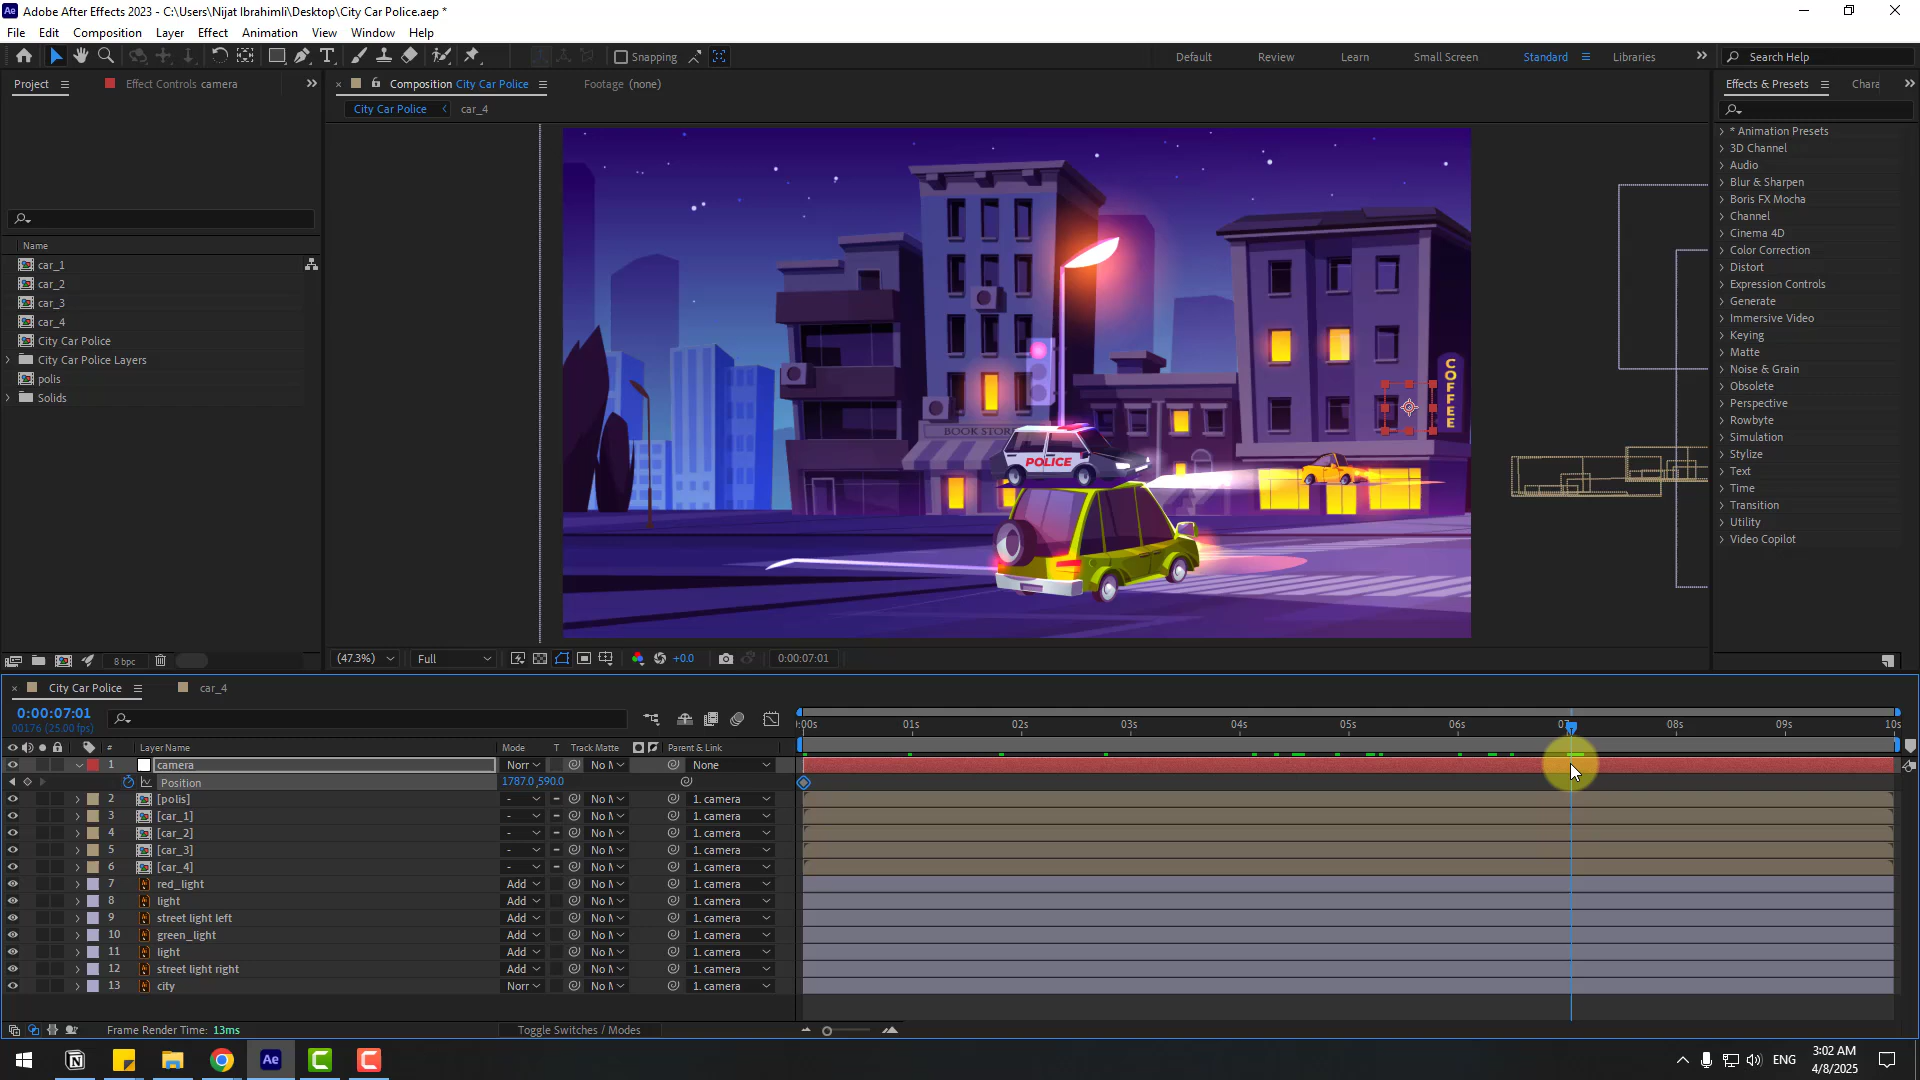 Adobe After Effects 2023 - C:\Users\Nijat Ibrahimli\Desktop\City Car Police.aep *
File Edit Composition Layer Effect Animation View Window Help
Snapping Default Review Learn Small Screen Standard Libraries Search Help
Project Effect Controls camera Composition City Car Police Footage (none) Effects & Presets Chara
City Car Police car_4
* Animation Presets
3D Channel
Audio
Blur & Sharpen
Boris FX Mocha
Channel
Cinema 4D
Color Correction
Distort
Expression Controls
Generate
Immersive Video
Keying
Matte
Noise & Grain
Obsolete
Perspective
Rowbyte
Simulation
Stylize
Text
Time
Transition
Utility
Video Copilot
Name
car_1
car_2
car_3
car_4
City Car Police
City Car Police Layers
polis
Solids
COFFEE
BOOK STORE
POLICE
8 bpc (47.3%) Full +0.0 0:00:07:01
City Car Police car_4
0:00:07:01
00176 (25.00 fps)
:00s 01s 02s 03s 04s 05s 06s 07 08s 09s 10s
# Layer Name Mode T Track Matte Parent & Link
1 camera Norr No M None
Position 1787.0,590.0
2 [polis] - No M 1. camera
3 [car_1] - No M 1. camera
4 [car_2] - No M 1. camera
5 [car_3] - No M 1. camera
6 [car_4] - No M 1. camera
7 red_light Add No M 1. camera
8 light Add No M 1. camera
9 street light left Add No M 1. camera
10 green_light Add No M 1. camera
11 light Add No M 1. camera
12 street light right Add No M 1. camera
13 city Norr No M 1. camera
Frame Render Time: 13ms Toggle Switches / Modes
Ae ENG 3:02 AM
4/8/2025